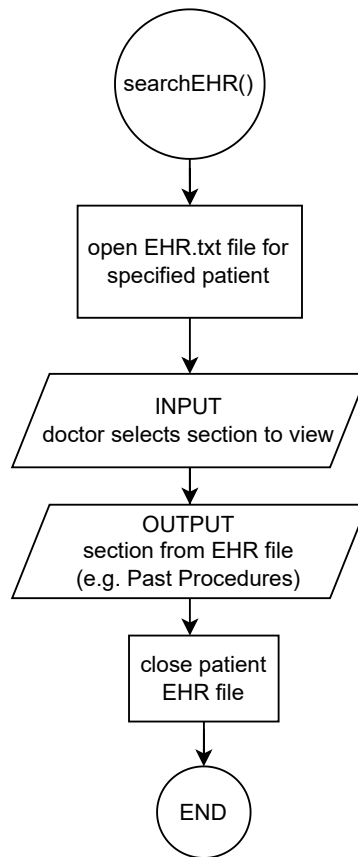 searchEHR()
open EHR.txt file for
specified patient
INPUT
doctor selects section to view
OUTPUT
section from EHR file
(e.g. Past Procedures)
close patient
EHR file
END